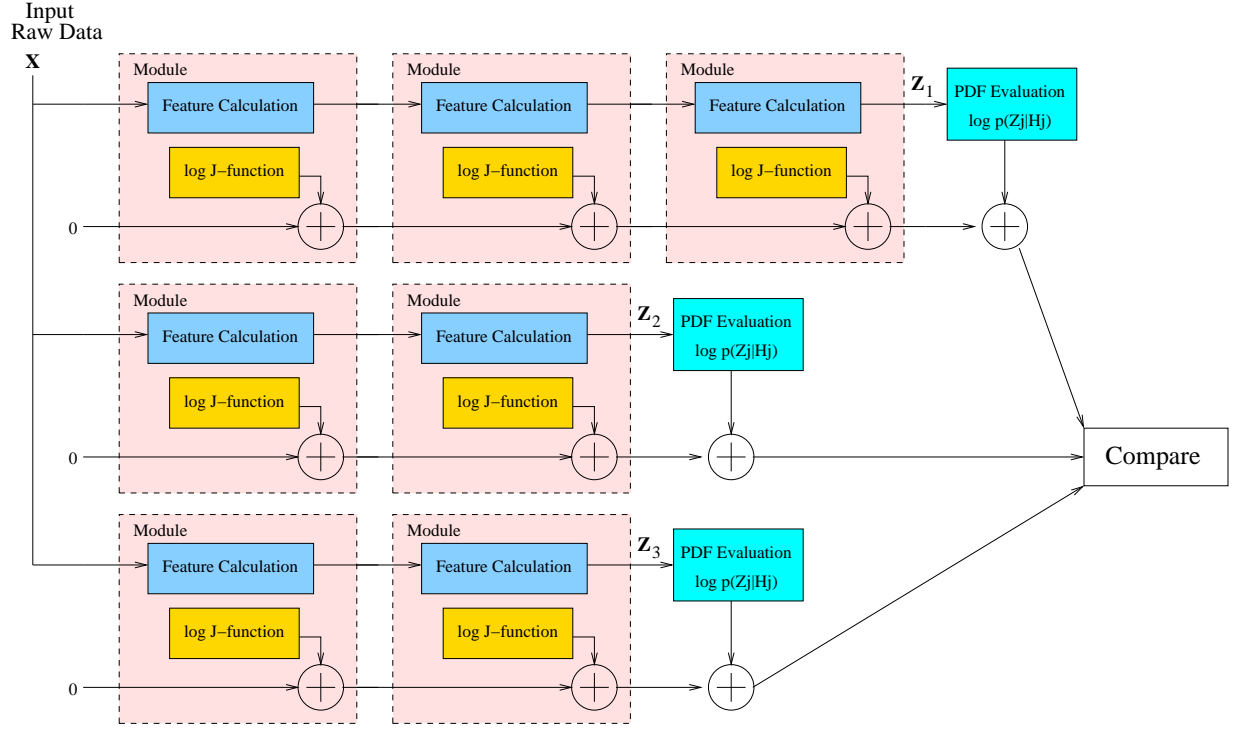 Input
Raw Data
X
Module
Module
Module
Feature Calculation
Feature Calculation
Feature Calculation
Z1
PDF Evaluation
log p(Zj|Hj)
log J−function
log J−function
log J−function
0
Module
Module
Feature Calculation
Feature Calculation
Z2
PDF Evaluation
log p(Zj|Hj)
log J−function
log J−function
0
Compare
Module
Module
Feature Calculation
Feature Calculation
Z3
PDF Evaluation
log p(Zj|Hj)
log J−function
log J−function
0